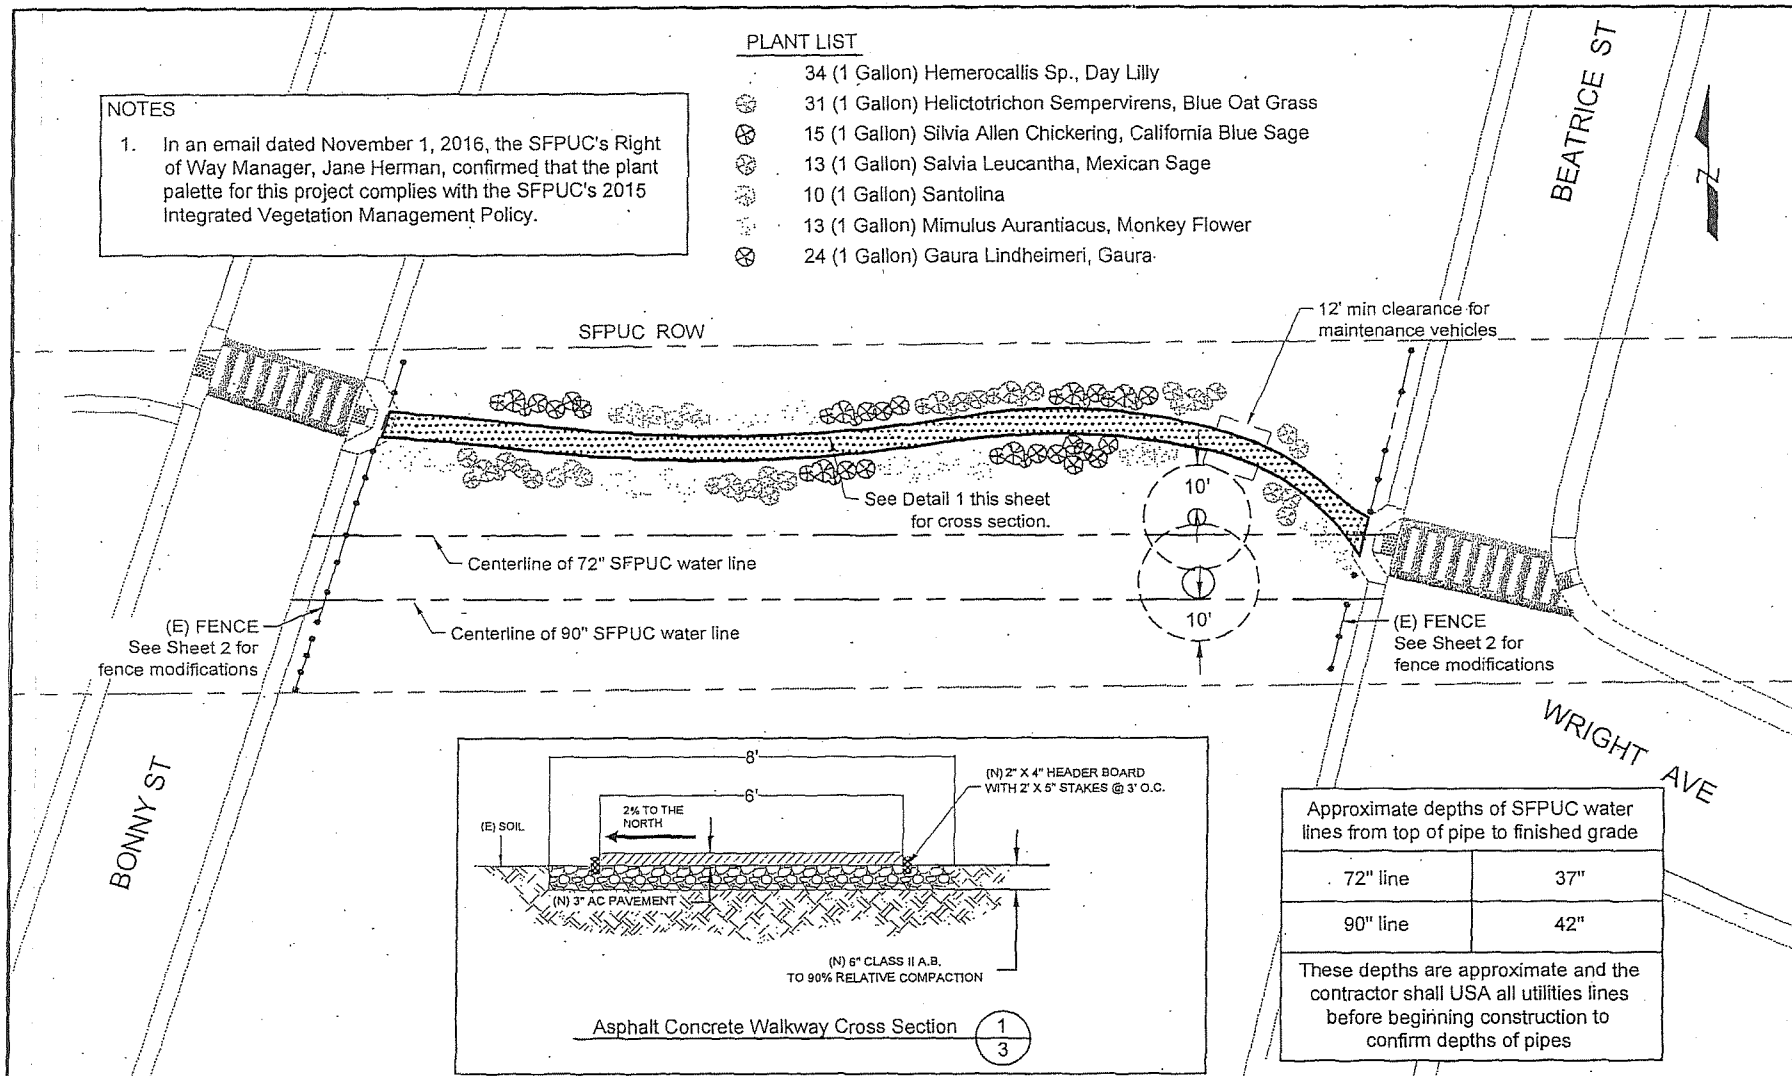 PLANT LIST
34 (1 Gallon) Hemerocallis Sp., Day Lilly
31 (1 Gallon) Helictotrichon Sempervirens, Blue Oat Grass
15 (1 Gallon) Silvia Allen Chickering, California Blue Sage
13 (1 Gallon) Salvia Leucantha, Mexican Sage
10 (1 Gallon) Santolina
13 (1 Gallon) Mimulus Aurantiacus, Monkey Flower
24 (1 Gallon) Gaura Lindheimeri, Gaura
NOTES
1. In an email dated November 1, 2016, the SFPUC's Right
of Way Manager, Jane Herman, confirmed that the plant
palette for this project complies with the SFPUC's 2015
Integrated Vegetation Management Policy.
BEATRICE ST
Z
12' min clearance for
maintenance vehicles
SFPUC ROW
10'
See Detail 1 this sheet
for cross section.
Centerline of 72" SFPUC water line
Centerline of 90" SFPUC water line
10'
(E) FENCE
See Sheet 2 for
fence modifications
(E) FENCE
See Sheet 2 for
fence modifications
BONNY ST
WRIGHT AVE
8'
6'
2% TO THE
NORTH
(E) SOIL
(N) 2" X 4" HEADER BOARD
WITH 2' X 5" STAKES @ 3' O.C.
(N) 3" AC PAVEMENT
(N) 6" CLASS II A.B.
TO 90% RELATIVE COMPACTION
Asphalt Concrete Walkway Cross Section
1
3
Approximate depths of SFPUC water
lines from top of pipe to finished grade
72" line 37"
90" line 42"
These depths are approximate and the
contractor shall USA all utilities lines
before beginning construction to
confirm depths of pipes